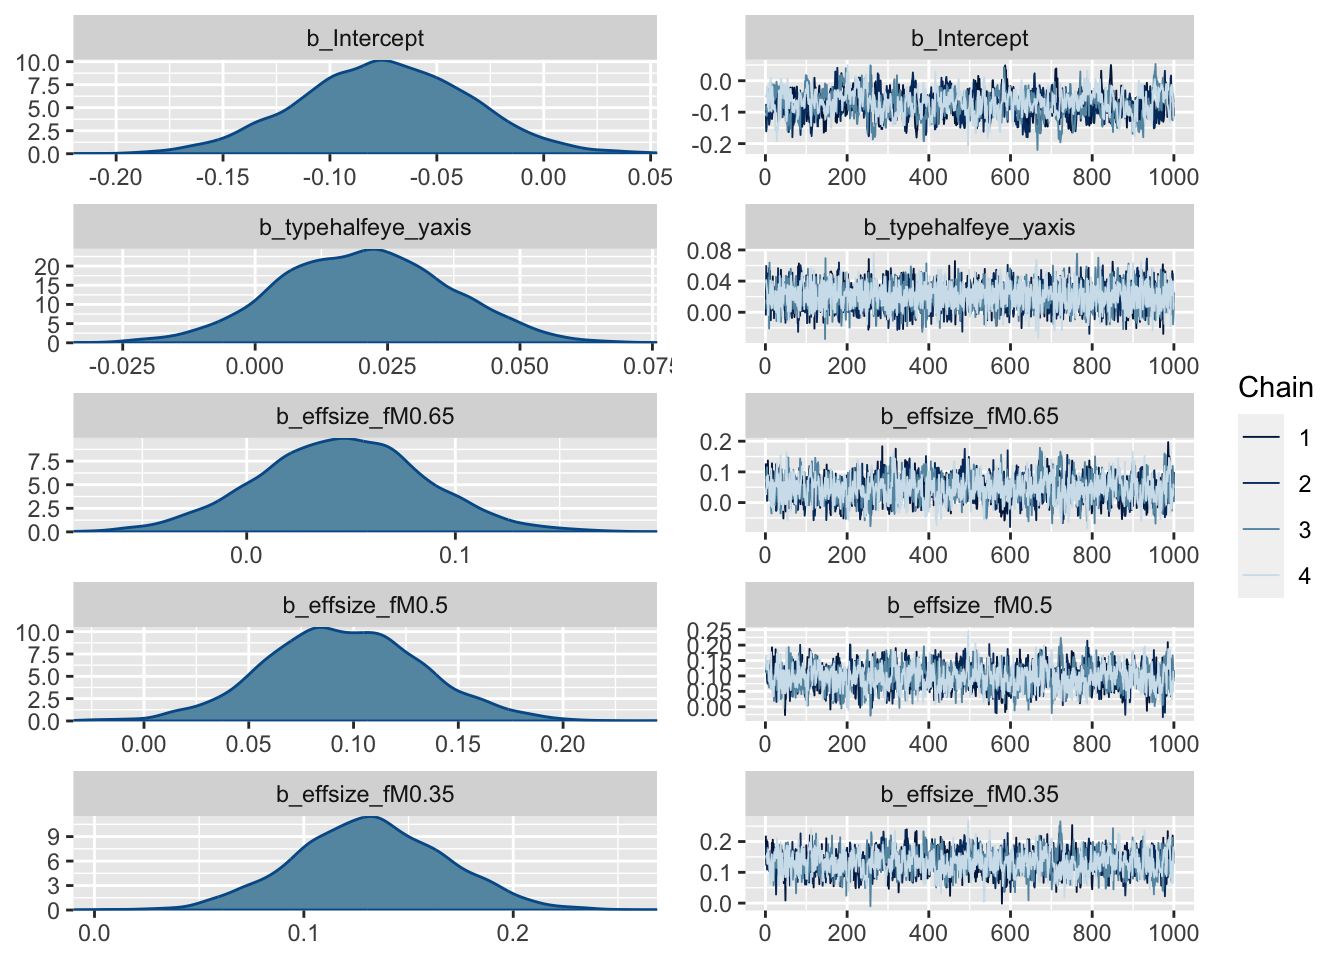 b_Intercept
10.0
7.5
5.0
2.5
0.0
-0.20 -0.15 -0.10 -0.05 0.00 0.05
b_Intercept
0.0
-0.1
-0.2
0 200 400 600 800 1000
b_typehalfeye_yaxis
20
15
10
5
0
-0.025 0.000 0.025 0.050 0.075
b_typehalfeye_yaxis
0.08
0.04
0.00
0 200 400 600 800 1000
b_effsize_fM0.65
7.5
5.0
2.5
0.0
0.0 0.1
b_effsize_fM0.65
0.2
0.1
0.0
0 200 400 600 800 1000
b_effsize_fM0.5
10.0
7.5
5.0
2.5
0.0
0.00 0.05 0.10 0.15 0.20
b_effsize_fM0.5
0.25
0.20
0.15
0.10
0.05
0.00
0 200 400 600 800 1000
b_effsize_fM0.35
9
6
3
0
0.0 0.1 0.2
b_effsize_fM0.35
0.2
0.1
0.0
0 200 400 600 800 1000
Chain
1
2
3
4